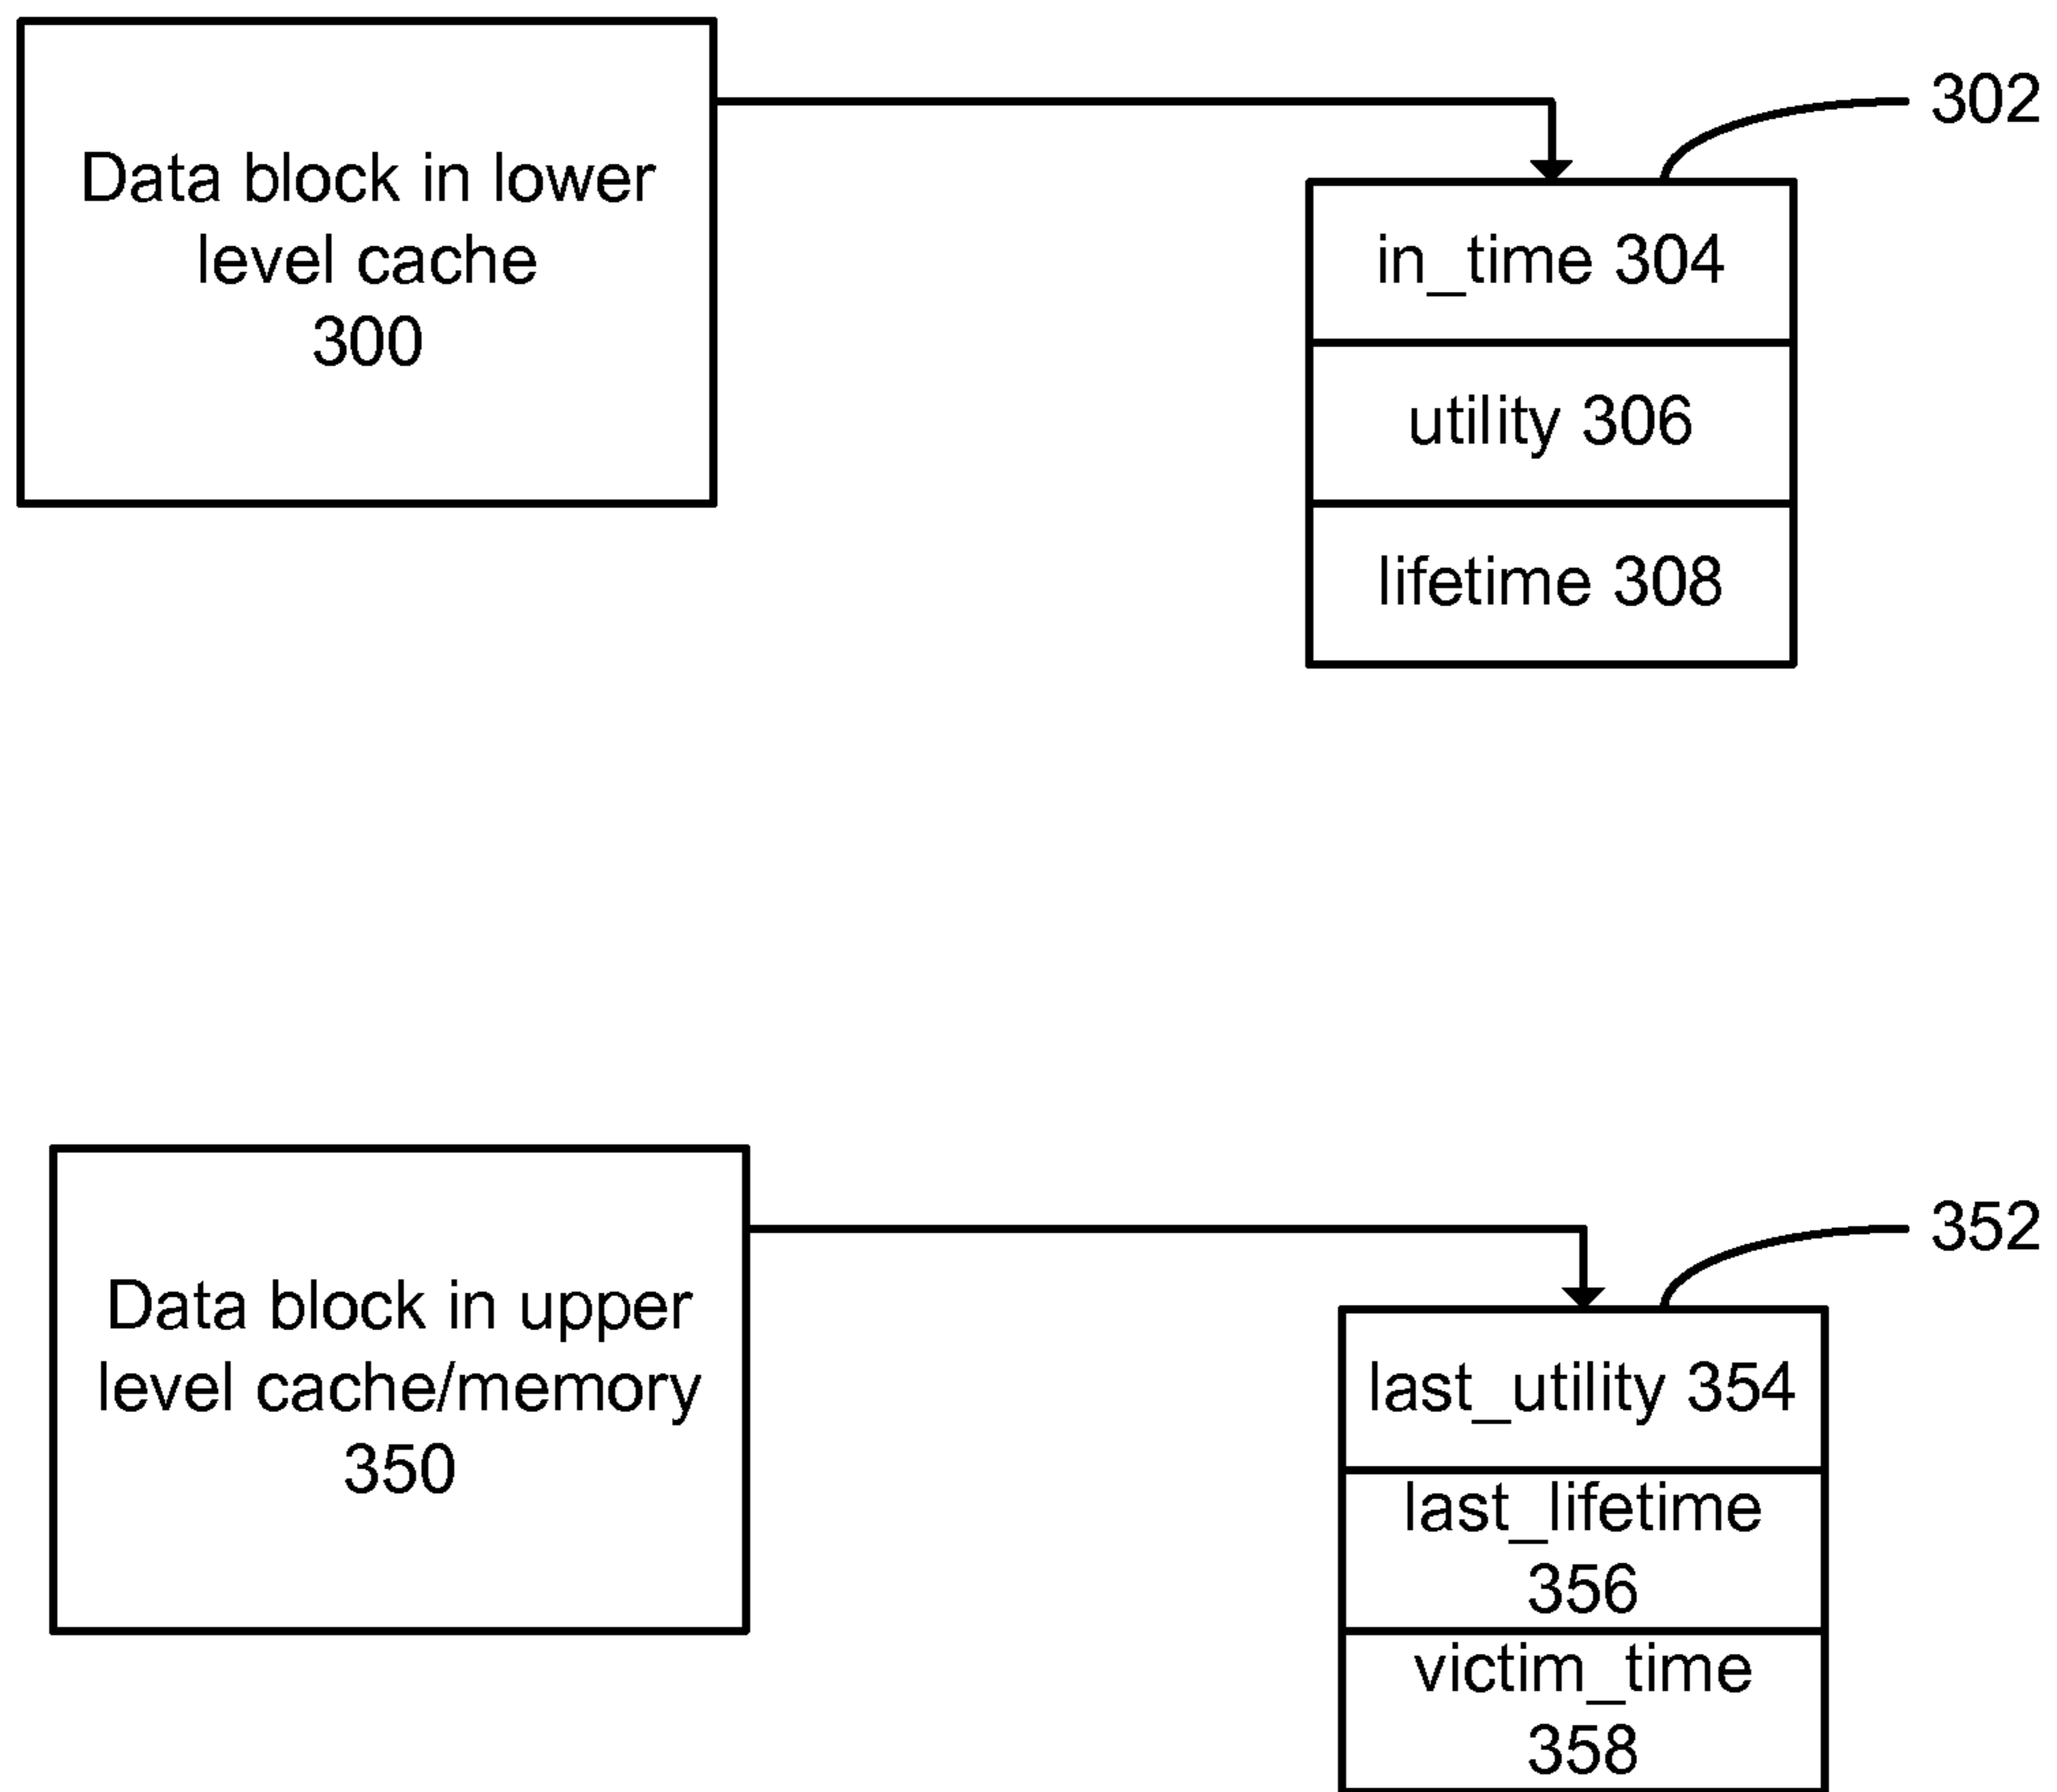 Data block in lower
level cache
300
302
in_time 304
utility 306
lifetime 308
Data block in upper
level cache/memory
350
352
last_utility 354
last_lifetime
356
victim_time
358